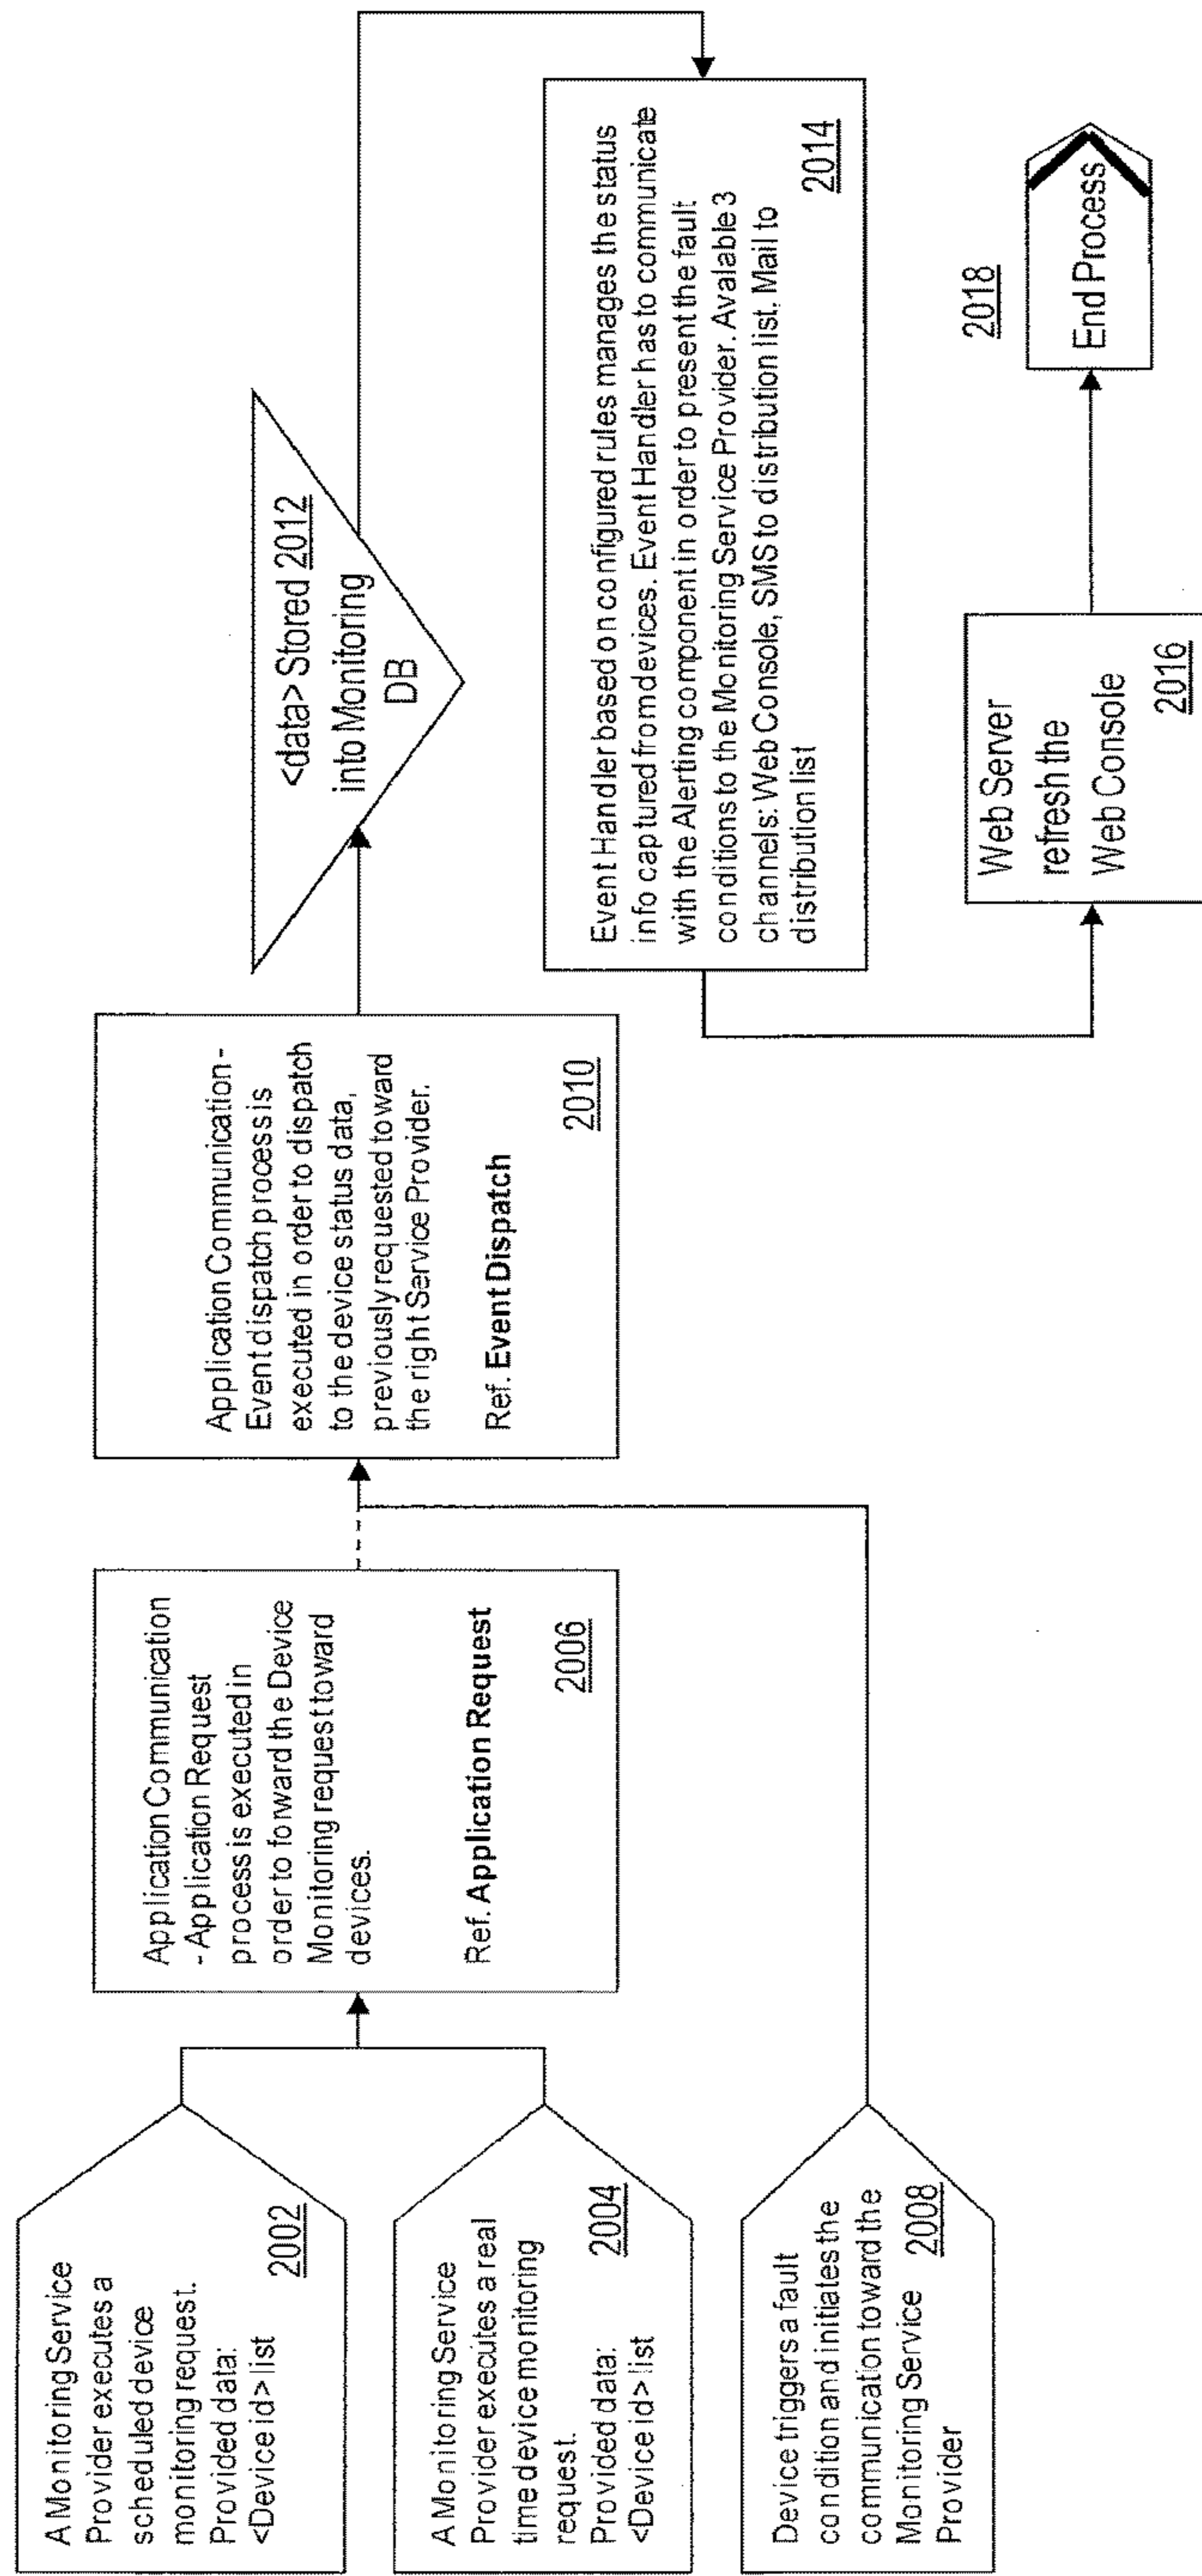 A Monitoring Service
Provider executes a
scheduled device
monitoring request.
Provided data:
<Device id> list
2002
A Monitoring Service
Provider executes a real
time device monitoring
request.
Provided data:
<Device id> list
2004
Device triggers a fault
condition and initiates the
communication toward the
Monitoring Service
Provider
2008
Application Communication
- Application Request
process is executed in
order to forward the Device
Monitoring request toward
devices.
Ref. Application Request
2006
Application Communication -
Event dispatch process is
executed in order to dispatch
to the device status data,
previously requested toward
the right Service Provider.
Ref. Event Dispatch
2010
<data> Stored 2012
into Monitoring
DB
Event Handler based on configured rules manages the status
info captured from devices. Event Handler has to communicate
with the Alerting component in order to present the fault
conditions to the Monitoring Service Provider. Avalable 3
channels: Web Console, SMS to distribution list, Mail to
distribution list
2014
Web Server
refresh the
Web Console
2016
2018
End Process